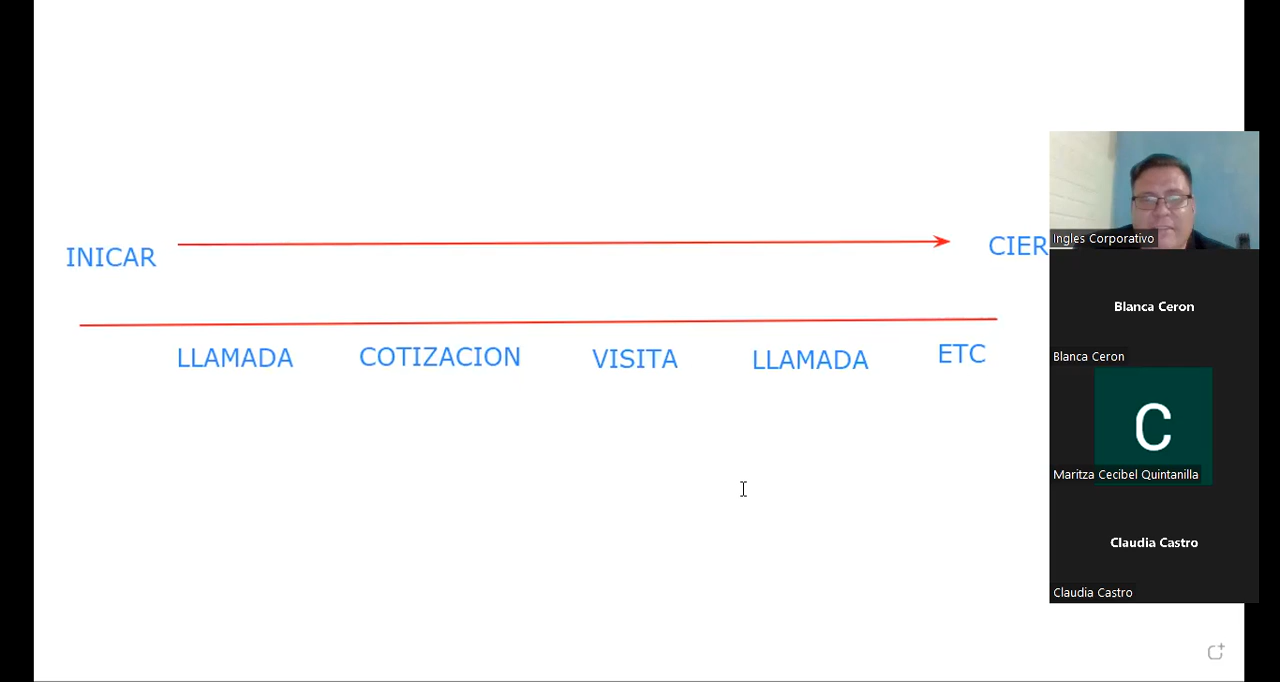 INICAR
CIER
LLAMADA COTIZACION VISITA LLAMADA ETC
Ingles Corporativo
Blanca Ceron
Blanca Ceron
C
Maritza Cecibel Quintanilla
Claudia Castro
Claudia Castro